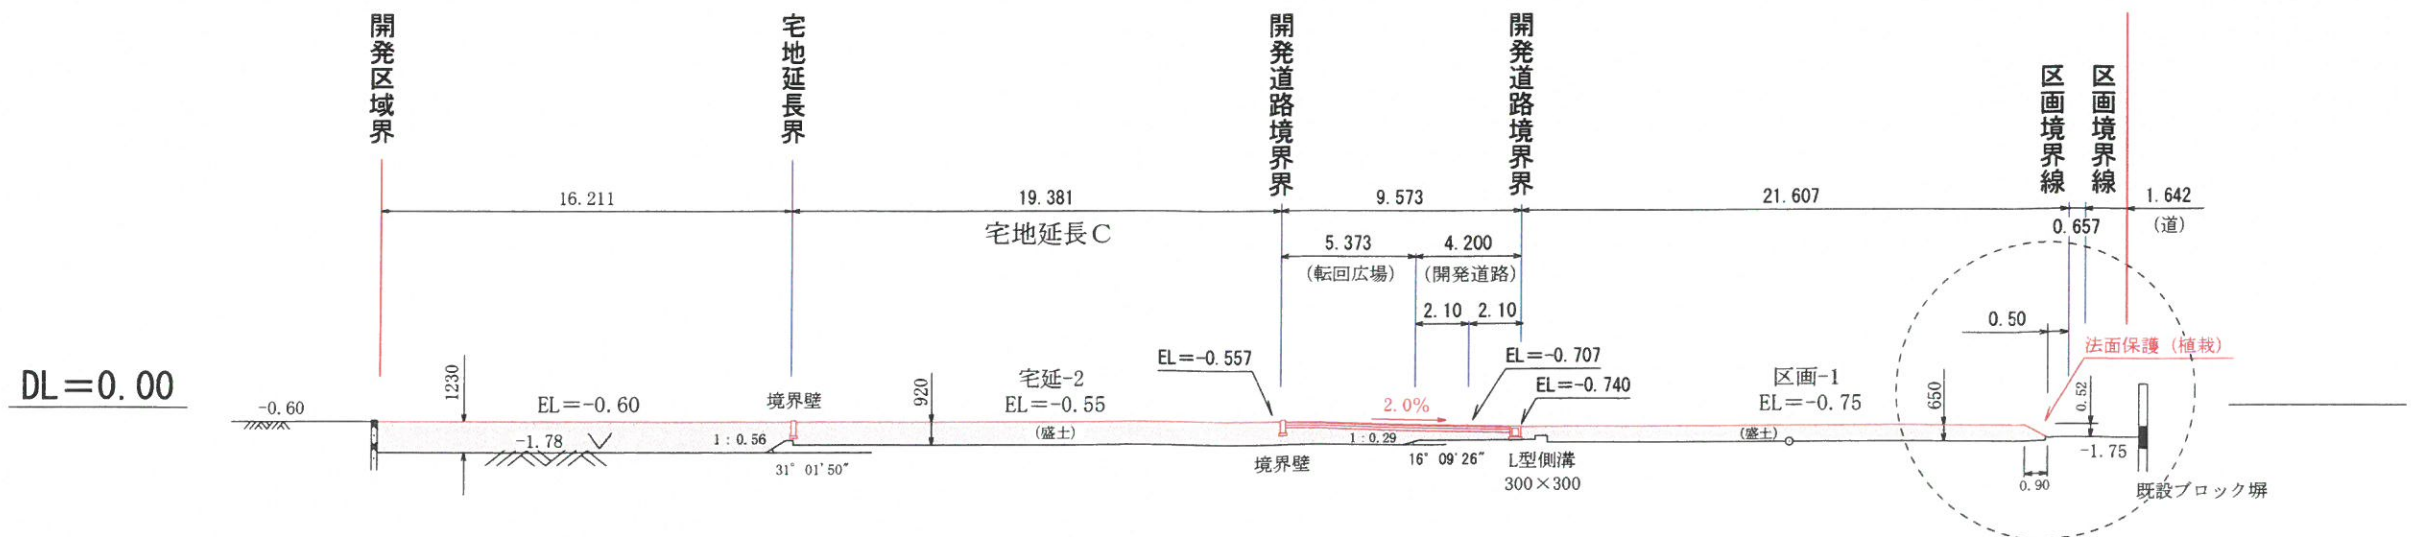 開発区域界
宅地延長界
開発道路境界界
開発道路境界界
区画境界線
区画境界線
16.211
19.381
9.573
21.607
1.642
宅地延長C
0.657
(道)
5.373
4.200
(転回広場)
(開発道路)
2.10
2.10
0.50
法面保護 (植栽)
DL=0.00
-0.60
1230
EL=-0.60
境界壁
920
宅延-2
EL=-0.55
(盛土)
EL=-0.557
2.0%
EL=-0.707
EL=-0.740
区画-1
EL=-0.75
(盛土)
650
0.52
-1.78
1:0.56
31° 01'50"
境界壁
1:0.29
16° 09'26"
L型側溝
300×300
-1.75
0.90
既設ブロック塀